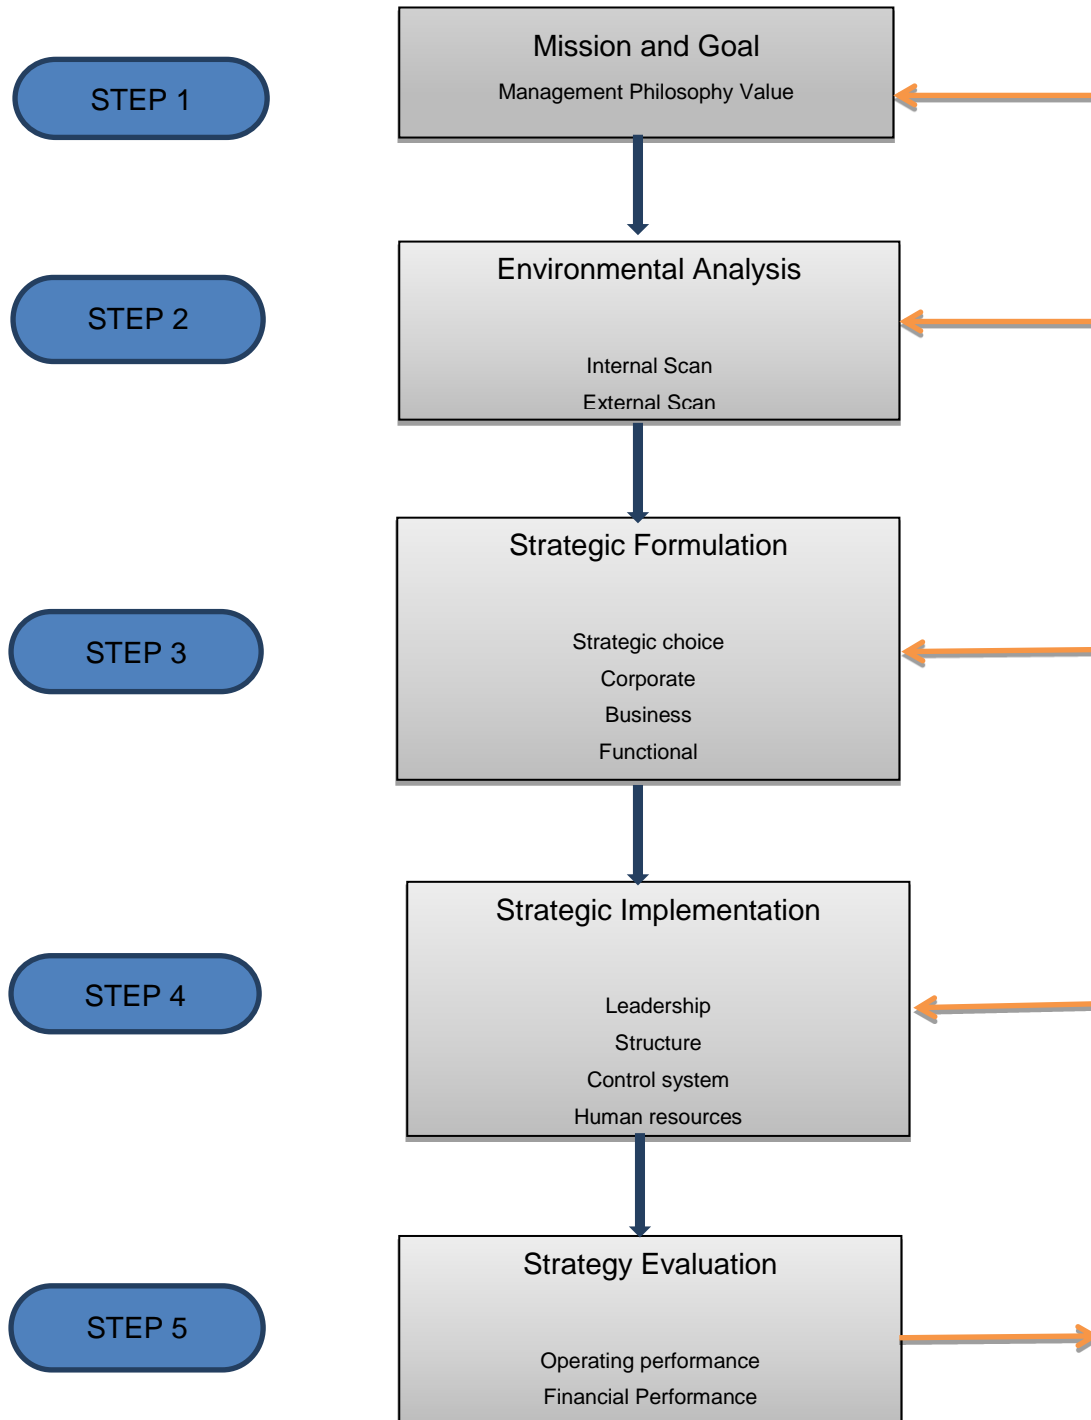 Mission and Goal
Management Philosophy Value
STEP 1
Environmental Analysis
STEP 2
Internal Scan
External Scan
Strategic Formulation
STEP 3
Strategic choice
Corporate
Business
Functional
Strategic Implementation
STEP 4
Leadership
Structure
Control system
Human resources
Strategy Evaluation
STEP 5
Operating performance
Financial Performance